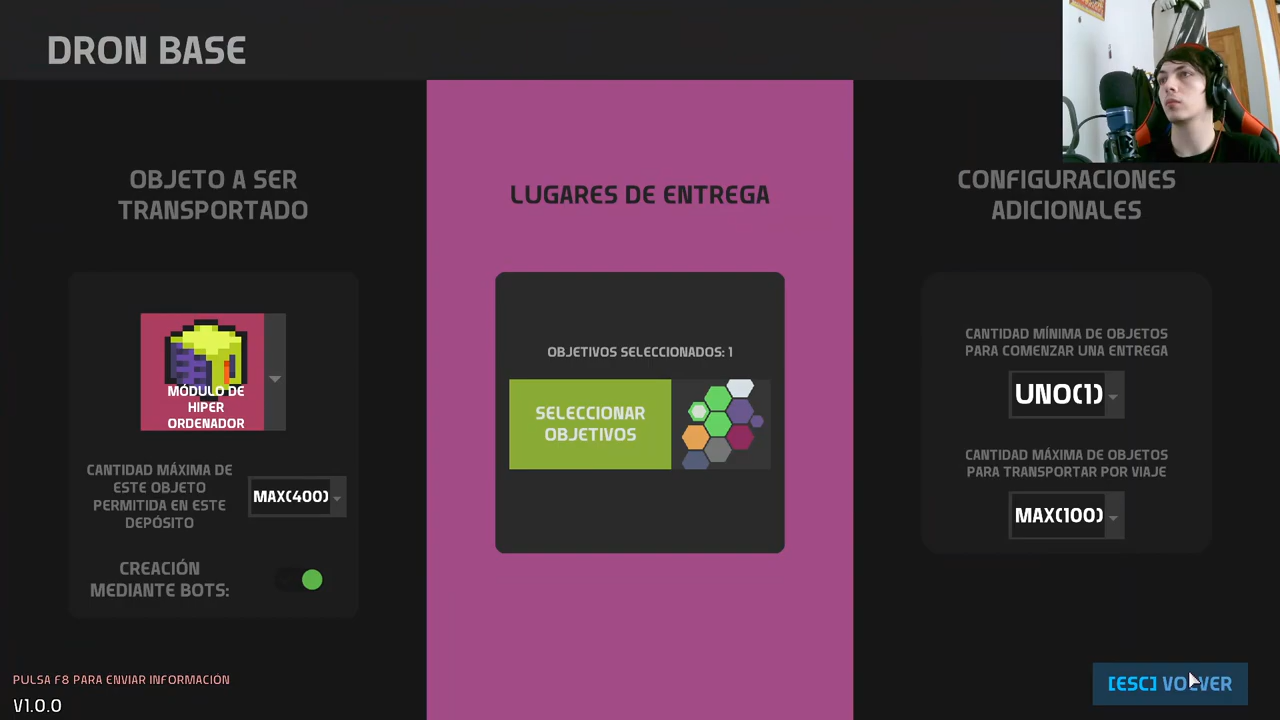 DRON BASE
OBJETO A SER
TRANSPORTADO
MÓDULO DE
HIPER
ORDENADOR
CANTIDAD MÁXIMA DE
ESTE OBJETO
PERMITIDA EN ESTE
DEPÓSITO
MAX(400)
CREACIÓN
MEDIANTE BOTS:
LUGARES DE ENTREGA
OBJETIVOS SELECCIONADOS: 1
SELECCIONAR
OBJETIVOS
CONFIGURACIONES
ADICIONALES
CANTIDAD MÍNIMA DE OBJETOS
PARA COMENZAR UNA ENTREGA
UNO(1)
CANTIDAD MÁXIMA DE OBJETOS
PARA TRANSPORTAR POR VIAJE
MAX(100)
PULSA F8 PARA ENVIAR INFORMACIÓN
V1.0.0
[ESC] VOLVER